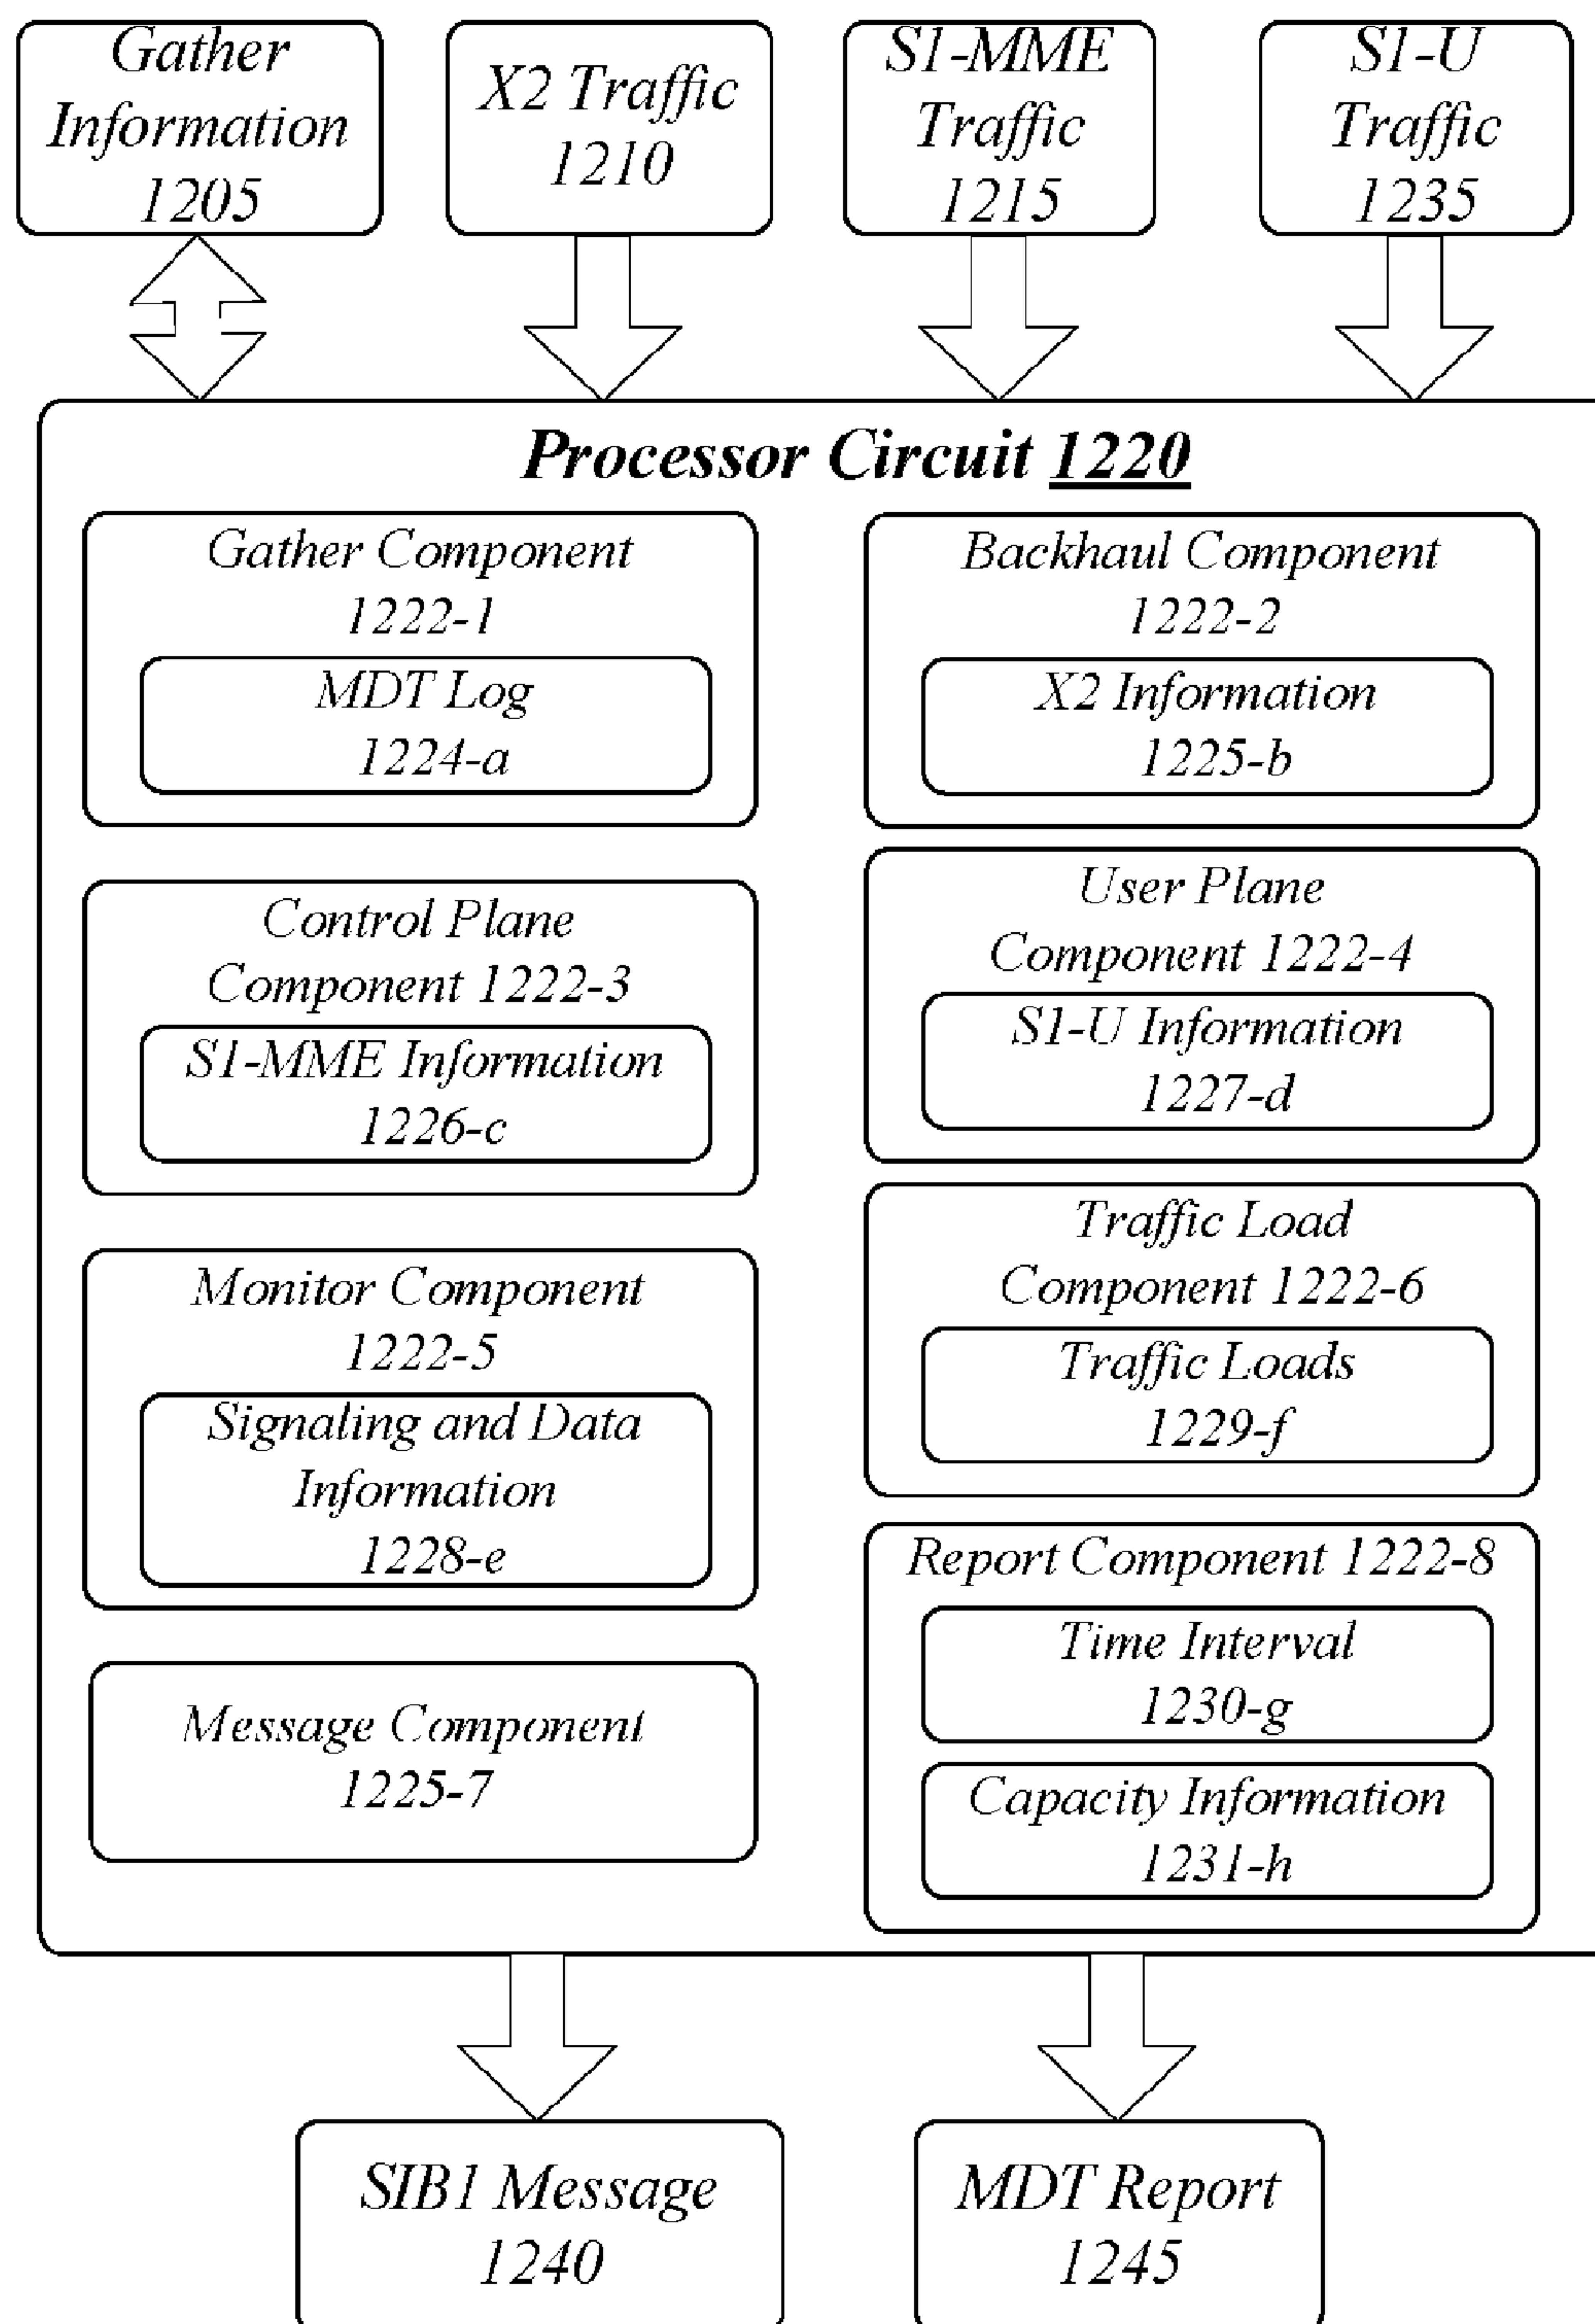 Gather
Information
1205
X2 Traffic
1210
S1-MME
Traffic
1215
S1-U
Traffic
1235
Processor Circuit 1220
Gather Component
1222-1
MDT Log
1224-a
Backhaul Component
1222-2
X2 Information
1225-b
Control Plane
Component 1222-3
S1-MME Information
1226-c
User Plane
Component 1222-4
S1-U Information
1227-d
Monitor Component
1222-5
Signaling and Data
Information
1228-e
Traffic Load
Component 1222-6
Traffic Loads
1229-f
Message Component
1225-7
Report Component 1222-8
Time Interval
1230-g
Capacity Information
1231-h
SIB1 Message
1240
MDT Report
1245